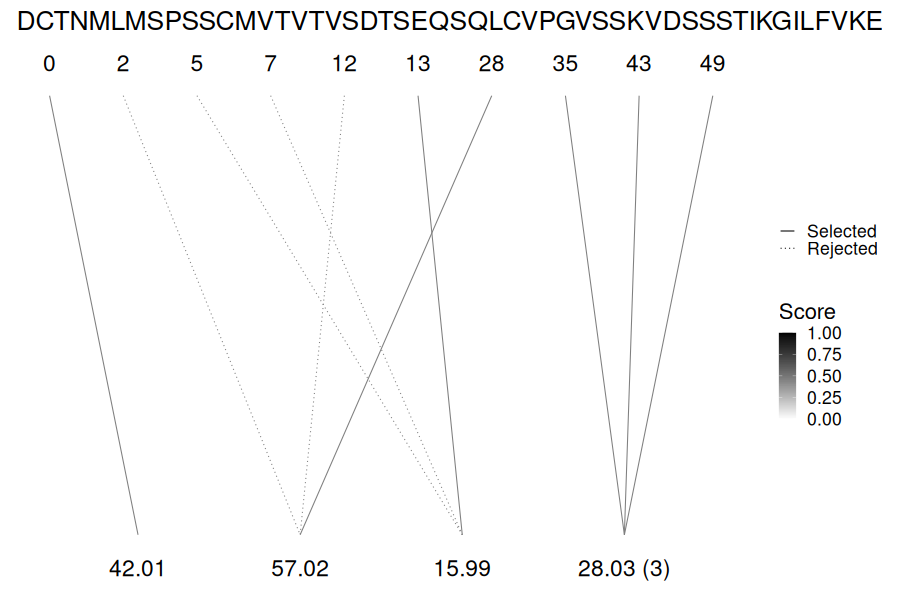 DCTNMLMSPSSCMVTVTVSDTSEQSQLCVPGVSSKVDSSSTIKGILFVKE
0 2 5 7 12 13 28 35 43 49
Selected
Rejected
Score
1.00
0.75
0.50
0.25
0.00
42.01 57.02 15.99 28.03 (3)